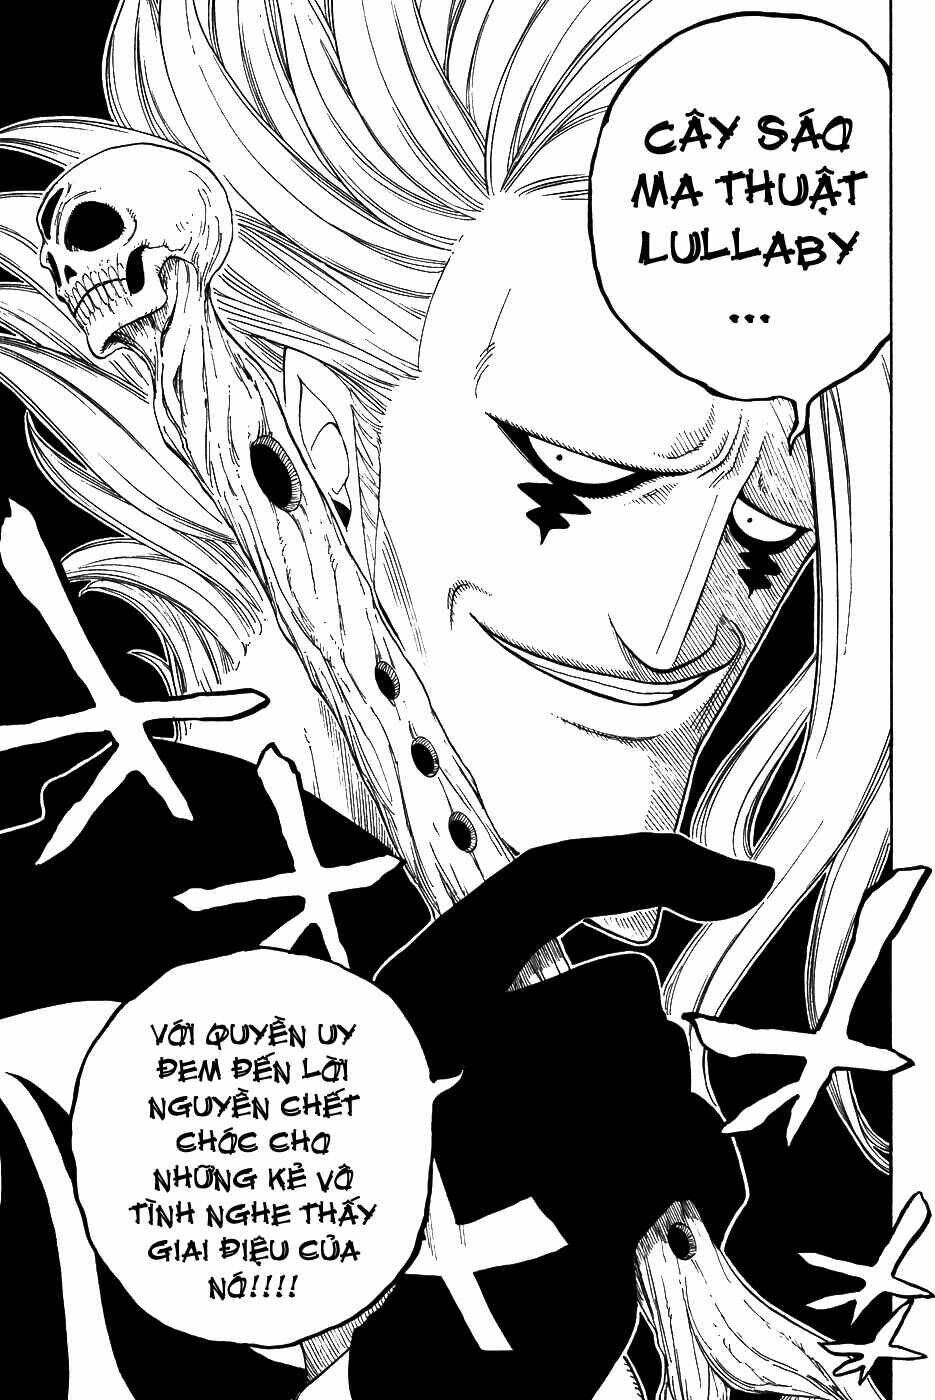 CÂY SÁO
MA THUẬT
LULLABY
...
VỚI QUYỀN UY
ĐEM ĐẾN LỜI
NGUYỀN CHẾT
CHÓC CHO
NHỮNG KẺ VÔ
TÌNH NGHE THẤY
GIAI ĐIỆU CỦA
NÓ!!!!